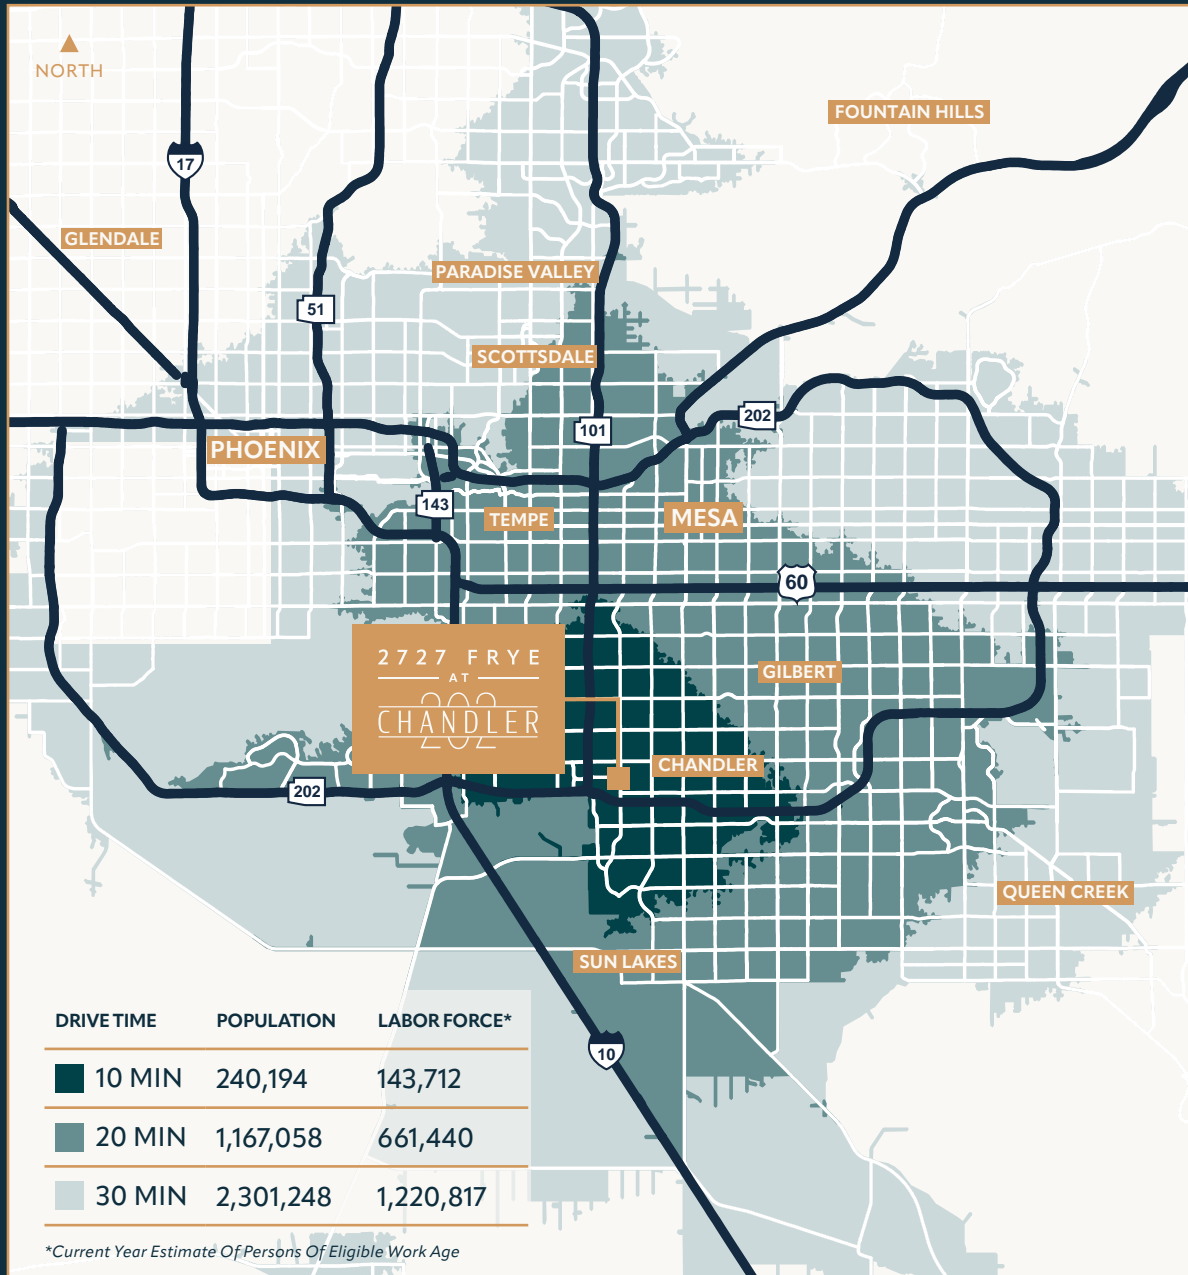 NORTH
FOUNTAIN HILLS
17
GLENDALE
PARADISE VALLEY
51
SCOTTSDALE
202
101
PHOENIX
143
TEMPE
MESA
60
2727 FRYE
AT
202
CHANDLER
GILBERT
CHANDLER
202
QUEEN CREEK
SUN LAKES
10
DRIVE TIME POPULATION LABOR FORCE*
10 MIN 240,194 143,712
20 MIN 1,167,058 661,440
30 MIN 2,301,248 1,220,817
*Current Year Estimate Of Persons Of Eligible Work Age